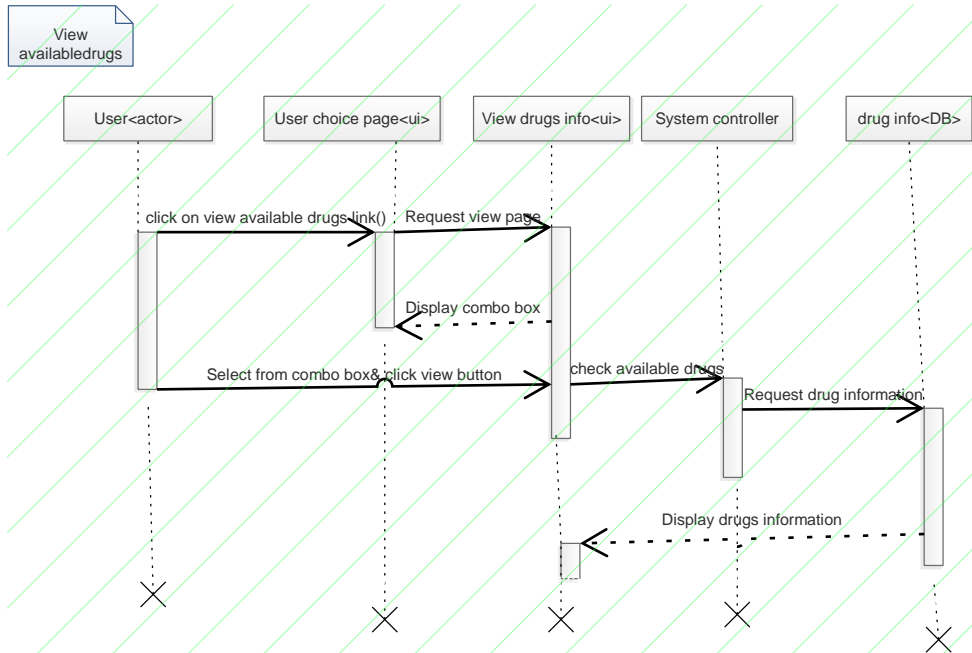 View
availabledrugs
User<actor>
User choice page<ui>
View drugs info<ui>
System controller
drug info<DB>
click on view available drugs link()
Request view page
Display combo box
Select from combo box& click view button
check available drugs
Request drug information
Display drugs information